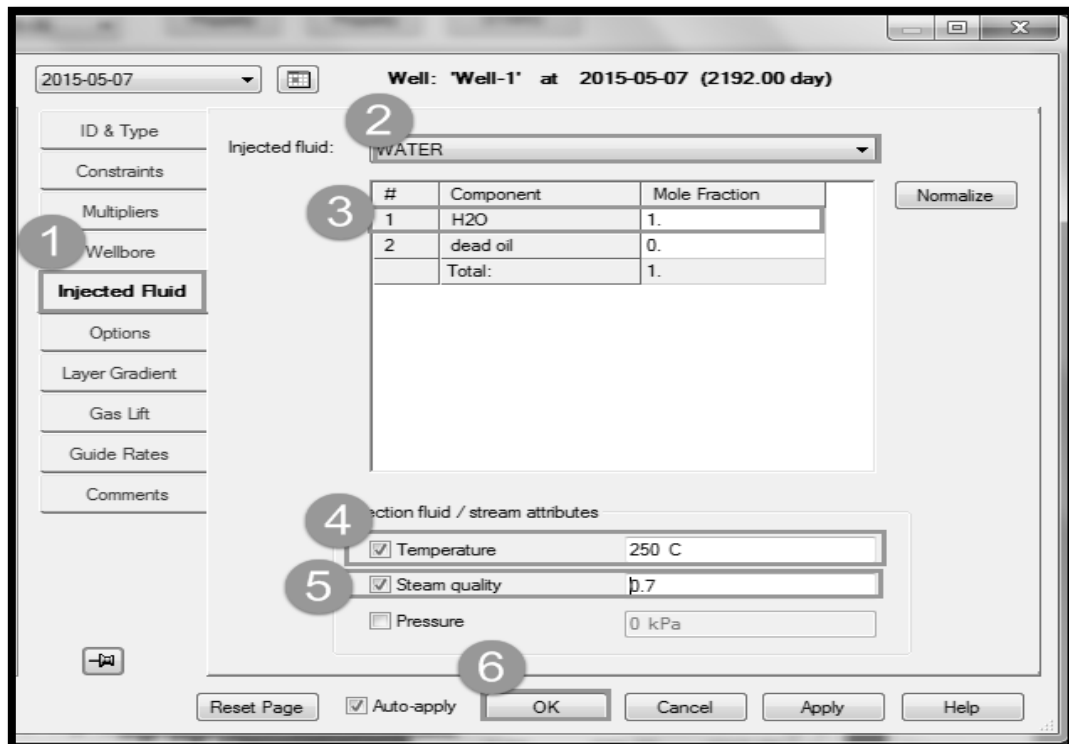 2015-05-07
Well: 'Well-1' at 2015-05-07 (2192.00 day)
ID & Type
Constraints
Multipliers
1
Wellbore
Injected Fluid
Options
Layer Gradient
Gas Lift
Guide Rates
Comments
2
Injected fluid: WATER
# Component Mole Fraction
3
1 H2O 1.
2 dead oil 0.
Total: 1.
Normalize
4
ection fluid / stream attributes
Temperature 250 C
5
Steam quality 0.7
Pressure 0 kPa
6
Reset Page Auto-apply OK Cancel Apply Help